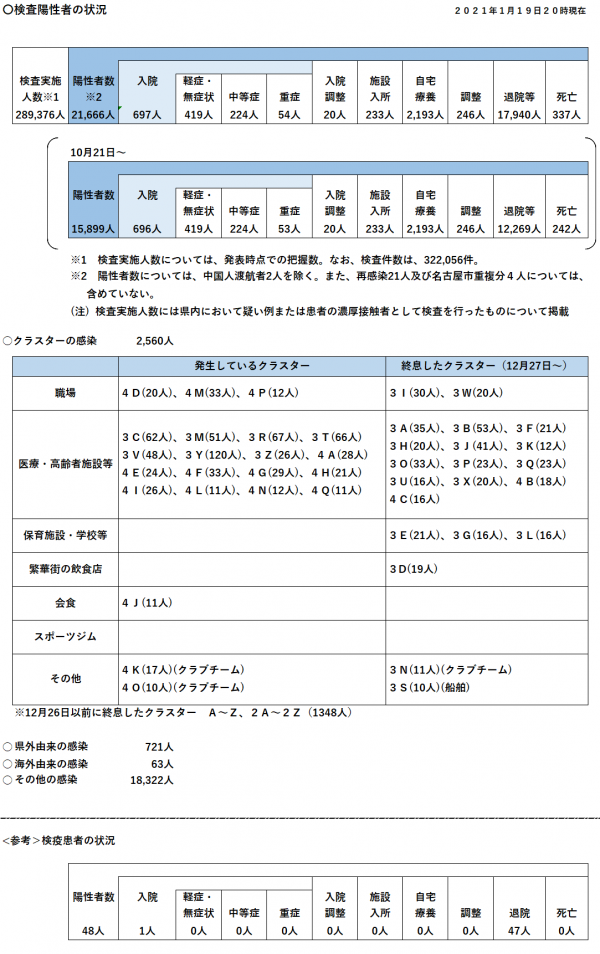 〇検査陽性者の状況 ２０２１年１月１９日２０時現在
検査実施 陽性者数 入院 軽症・ 中等症 重症 入院 施設 自宅 調整 退院等 死亡
人数※1 ※2 無症状 調整 入所 療養
289,376人 21,666人 697人 419人 224人 54人 20人 233人 2,193人 246人 17,940人 337人
10月21日～
陽性者数 入院 軽症・ 中等症 重症 入院 施設 自宅 調整 退院等 死亡
無症状 調整 入所 療養
15,899人 696人 419人 224人 53人 20人 233人 2,193人 246人 12,269人 242人
※1 検査実施人数については、発表時点での把握数。なお、検査件数は、322,056件。
※2 陽性者数については、中国人渡航者2人を除く。また、再感染21人及び名古屋市重複分４人については、
含めていない。
(注) 検査実施人数には県内において疑い例または患者の濃厚接触者として検査を行ったものについて掲載
○クラスターの感染 2,560人
発生しているクラスター 終息したクラスター（12月27日～）
職場 ４Ｄ(20人)、４Ｍ(33人)、４Ｐ(12人) ３Ｉ(30人)、３Ｗ(20人)
医療・高齢者施設等
３Ｃ(62人)、３Ｍ(51人)、３Ｒ(67人)、３Ｔ(66人)
３Ｖ(48人)、３Ｙ(120人)、３Ｚ(26人)、４Ａ(28人)
４Ｅ(24人)、４Ｆ(33人)、４Ｇ(29人)、４Ｈ(21人)
４Ｉ(26人)、４Ｌ(11人)、４Ｎ(12人)、４Ｑ(11人)
３Ａ(35人)、３Ｂ(53人)、３Ｆ(21人)
３Ｈ(20人)、３Ｊ(41人)、３Ｋ(12人)
３Ｏ(33人)、３Ｐ(23人)、３Ｑ(23人)
３Ｕ(16人)、３Ｘ(20人)、４Ｂ(18人)
４Ｃ(16人)
保育施設・学校等 ３Ｅ(21人)、３Ｇ(16人)、３Ｌ(16人)
繁華街の飲食店 ３Ｄ(19人)
会食 ４Ｊ(11人)
スポーツジム
その他
４Ｋ(17人)(クラブチーム)
４Ｏ(10人)(クラブチーム)
３Ｎ(11人)(クラブチーム)
３Ｓ(10人)(船舶)
※12月26日以前に終息したクラスター Ａ～Ｚ、２Ａ～２Ｚ（1348人）
○ 県外由来の感染 721人
○ 海外由来の感染 63人
○ その他の感染 18,322人
<参考＞検疫患者の状況
陽性者数 入院 軽症・ 中等症 重症 入院 施設 自宅 調整 退院 死亡
無症状 調整 入所 療養
48人 1人 0人 0人 0人 0人 0人 0人 0人 47人 0人